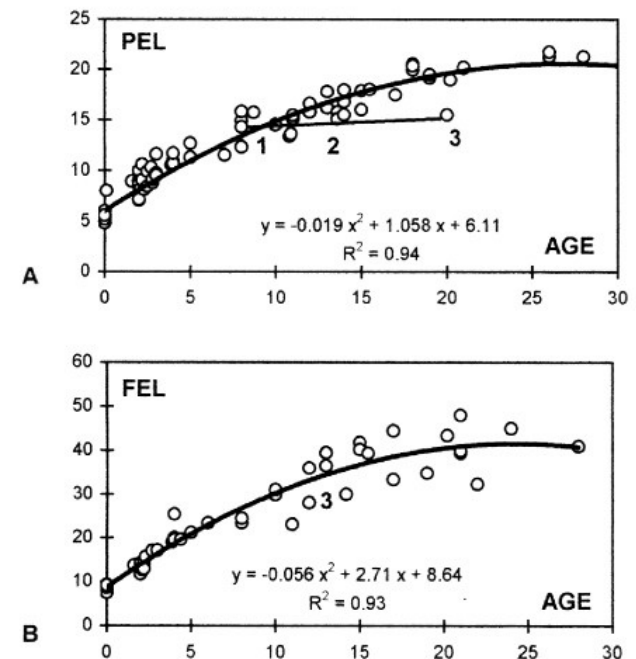 PEL
25
20
15
10
5
0
1 2 3
y = -0.019 x² + 1.058 x + 6.11
R² = 0.94
AGE
A
0 5 10 15 20 25 30
FEL
60
50
40
30
20
10
0
3
y = -0.056 x² + 2.71 x + 8.64
R² = 0.93
AGE
B
0 5 10 15 20 25 30